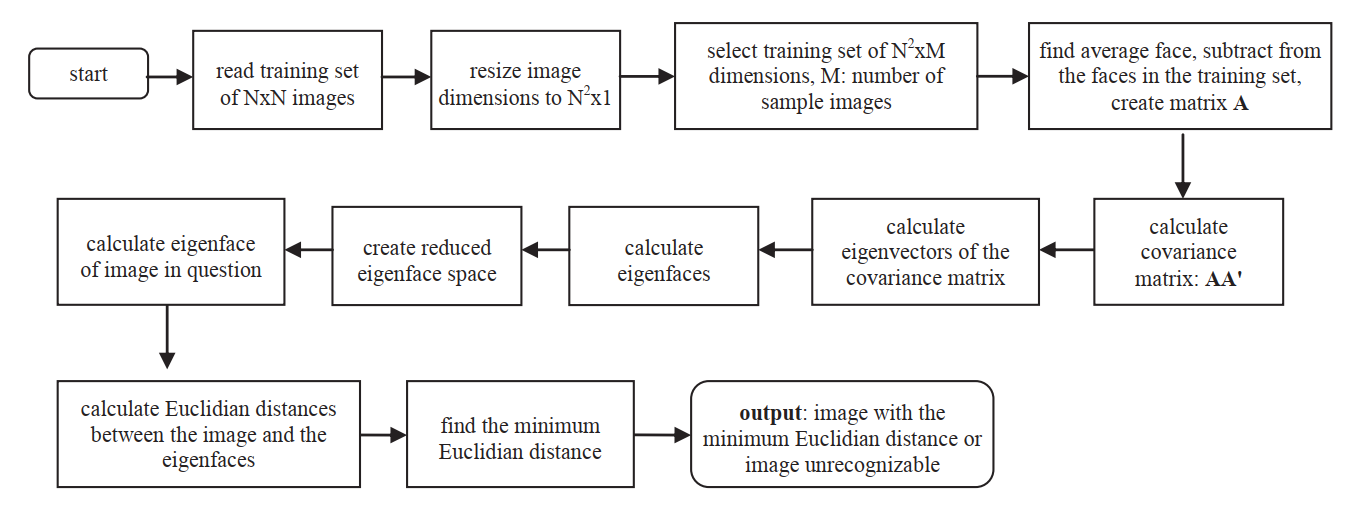 start
read training set
of NxN images
resize image
dimensions to N²x1
select training set of N²xM
dimensions, M: number of
sample images
find average face, subtract from
the faces in the training set,
create matrix A
calculate
covariance
matrix: AA'
calculate
eigenvectors of the
covariance matrix
calculate
eigenfaces
create reduced
eigenface space
calculate eigenface
of image in question
calculate Euclidian distances
between the image and the
eigenfaces
find the minimum
Euclidian distance
output: image with the
minimum Euclidian distance or
image unrecognizable